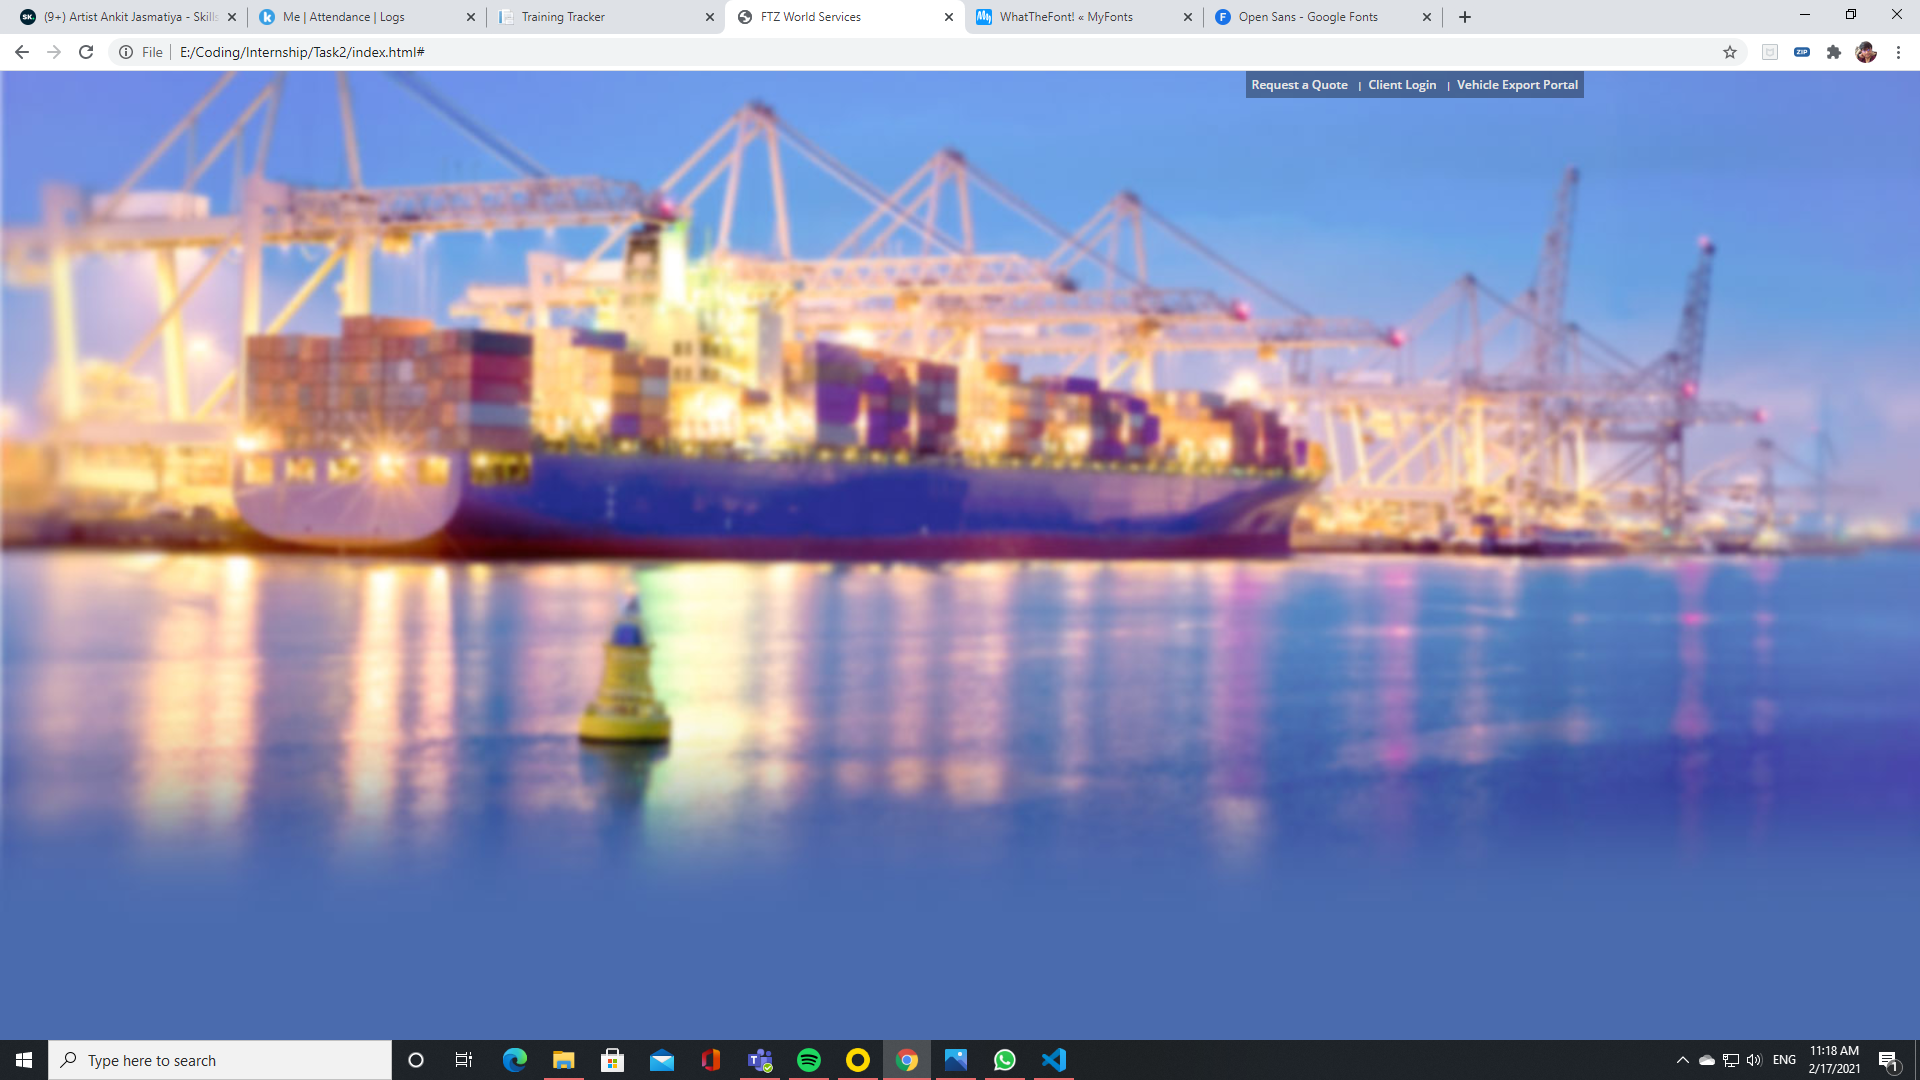 SK. (9+) Artist Ankit Jasmatiya - Skills
k Me | Attendance | Logs
Training Tracker
FTZ World Services
My WhatTheFont! « MyFonts
F Open Sans - Google Fonts
File | E:/Coding/Internship/Task2/index.html#
ZIP
Request a Quote | Client Login | Vehicle Export Portal
Type here to search
ENG
11:18 AM
2/17/2021
1